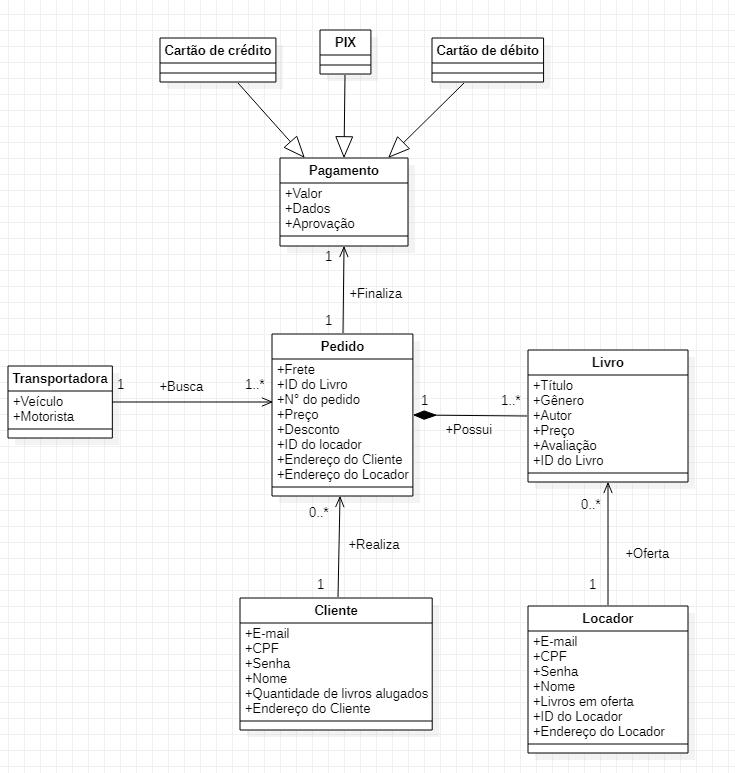 Cartão de crédito
PIX
Cartão de débito
Pagamento
+Valor
+Dados
+Aprovação
1
+Finaliza
1
Pedido
+Frete
+ID do Livro
+N° do pedido
+Preço
+Desconto
+ID do locador
+Endereço do Cliente
+Endereço do Locador
Transportadora
+Veículo
+Motorista
1
+Busca
1..*
1
+Possui
1..*
Livro
+Título
+Gênero
+Autor
+Preço
+Avaliação
+ID do Livro
0..*
+Realiza
1
0..*
+Oferta
1
Cliente
+E-mail
+CPF
+Senha
+Nome
+Quantidade de livros alugados
+Endereço do Cliente
Locador
+E-mail
+CPF
+Senha
+Nome
+Livros em oferta
+ID do Locador
+Endereço do Locador